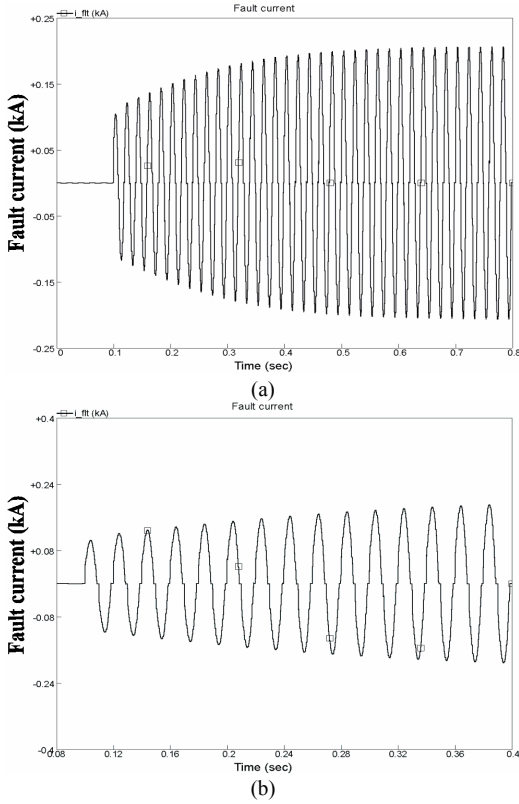 Fault current
i_flt (kA)
+0.25
+0.15
+0.05
-0.05
-0.15
-0.25
Fault current (kA)
0 0.1 0.2 0.3 0.4 0.5 0.6 0.7 0.8
Time (sec)
(a)
Fault current
i_flt (kA)
+0.4
+0.24
+0.08
-0.08
-0.24
-0.4
Fault current (kA)
0.08 0.12 0.16 0.2 0.24 0.28 0.32 0.36 0.4
Time (sec)
(b)